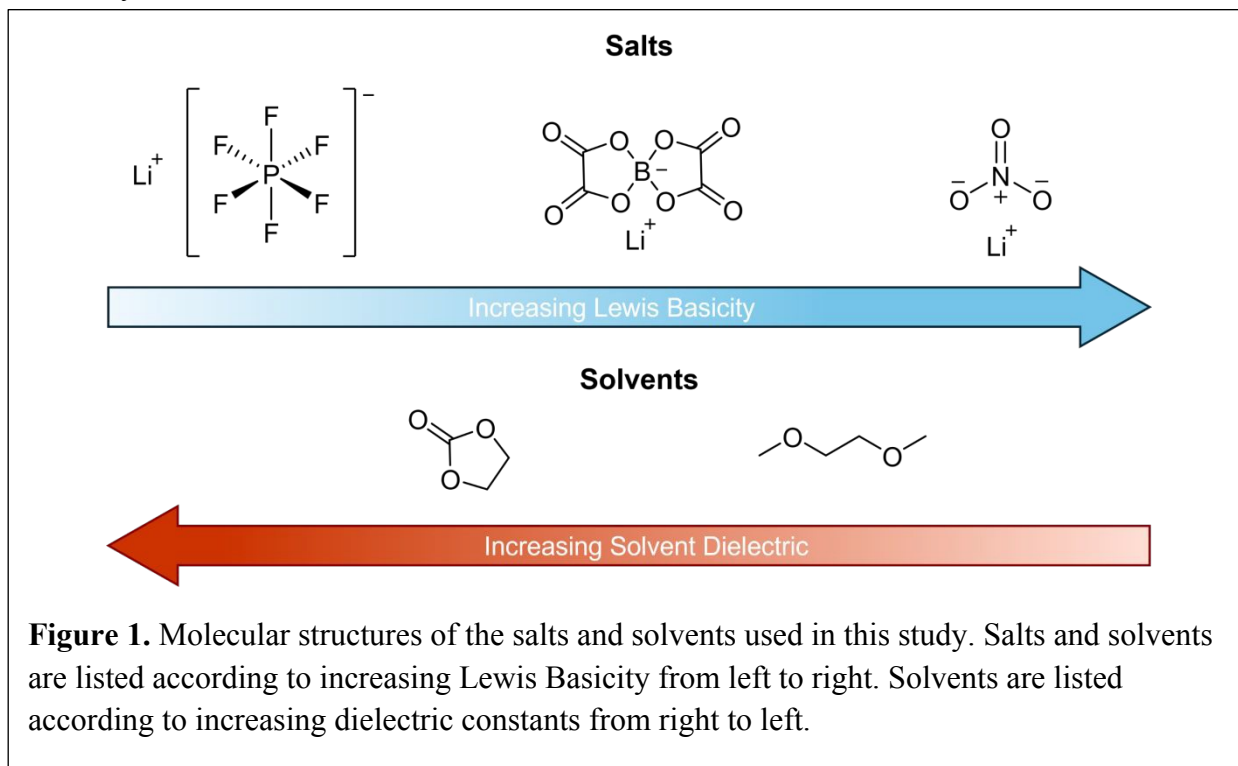 Salts
Li+ [ F F F P F F F ]−
O O O O B− O O O O Li+
O N+ −O O− Li+
Increasing Lewis Basicity
Solvents
O O O
O O
Increasing Solvent Dielectric
Figure 1. Molecular structures of the salts and solvents used in this study. Salts and solvents
are listed according to increasing Lewis Basicity from left to right. Solvents are listed
according to increasing dielectric constants from right to left.